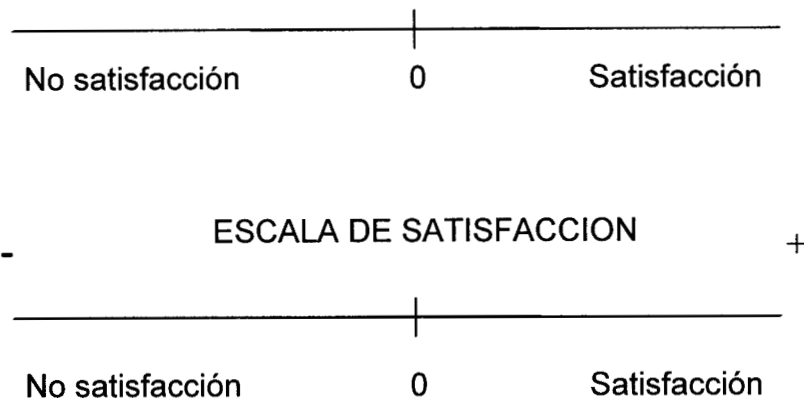 No satisfacción 0 Satisfacción
ESCALA DE SATISFACCION
- +
No satisfacción 0 Satisfacción